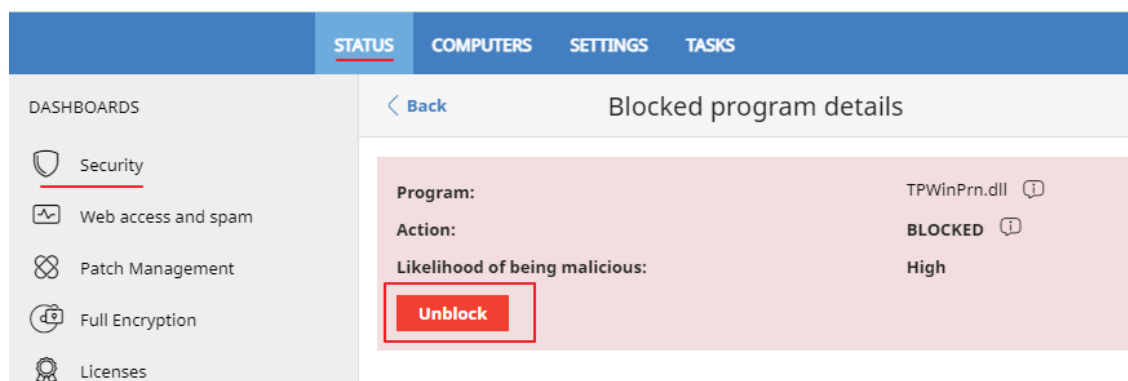 STATUS COMPUTERS SETTINGS TASKS
DASHBOARDS
Security
Web access and spam
Patch Management
Full Encryption
Licenses
Back Blocked program details
Program: TPWinPrn.dll
Action: BLOCKED
Likelihood of being malicious: High
Unblock